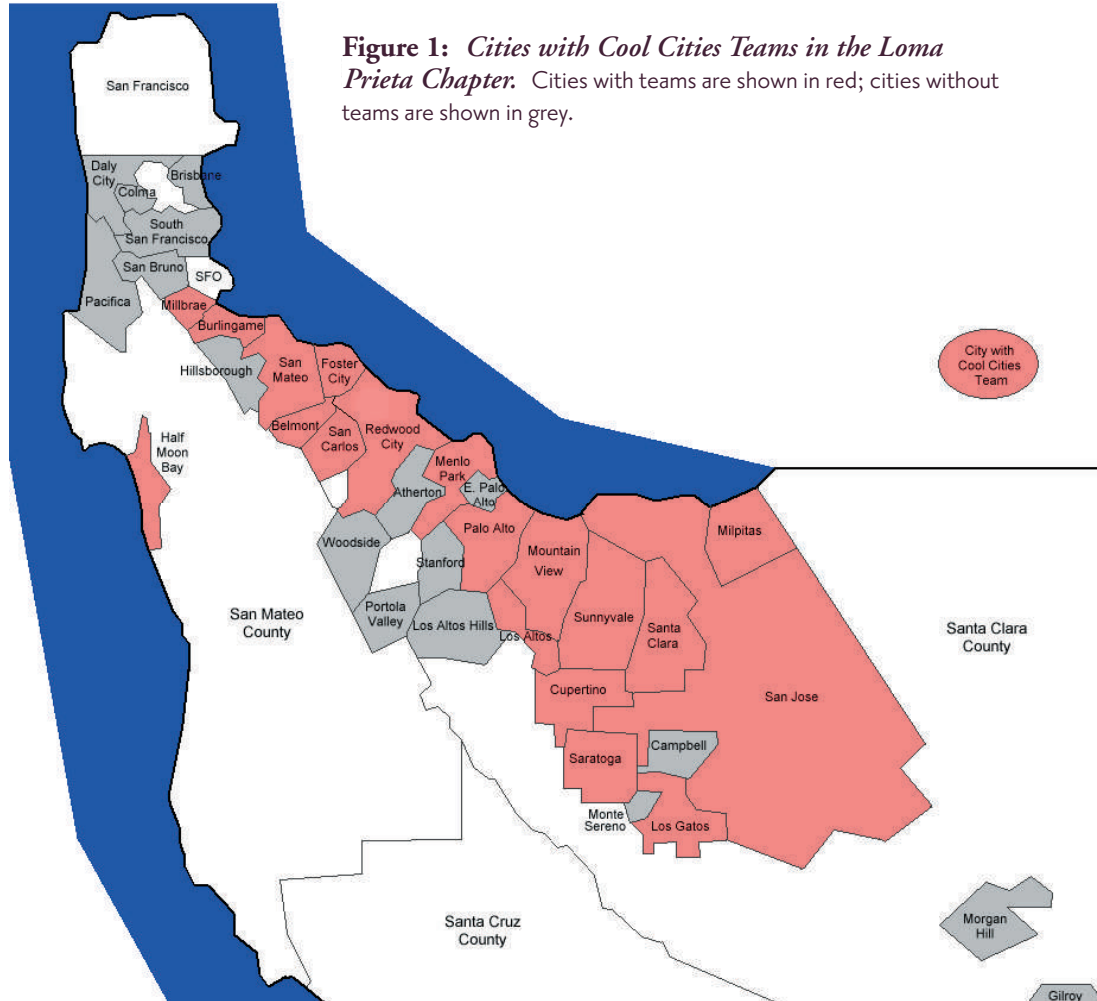 Figure 1: Cities with Cool Cities Teams in the Loma
Prieta Chapter. Cities with teams are shown in red; cities without
teams are shown in grey.
San Francisco
Daly
City
Brisbane
Colma
South
San Francisco
San Bruno
SFO
Pacifica
Millbrae
Burlingame
Hillsborough
San
Mateo
Foster
City
City with
Cool Cities
Team
Belmont
San
Carlos
Redwood
City
Half
Moon
Bay
Menlo
Park
Atherton
E. Palo
Alto
Palo Alto
Milpitas
Woodside
Stanford
Mountain
View
San Mateo
County
Portola
Valley
Los Altos Hills
Los Altos
Sunnyvale
Santa
Clara
Santa Clara
County
Cupertino
San Jose
Saratoga
Campbell
Monte
Sereno
Los Gatos
Santa Cruz
County
Morgan
Hill
Gilroy